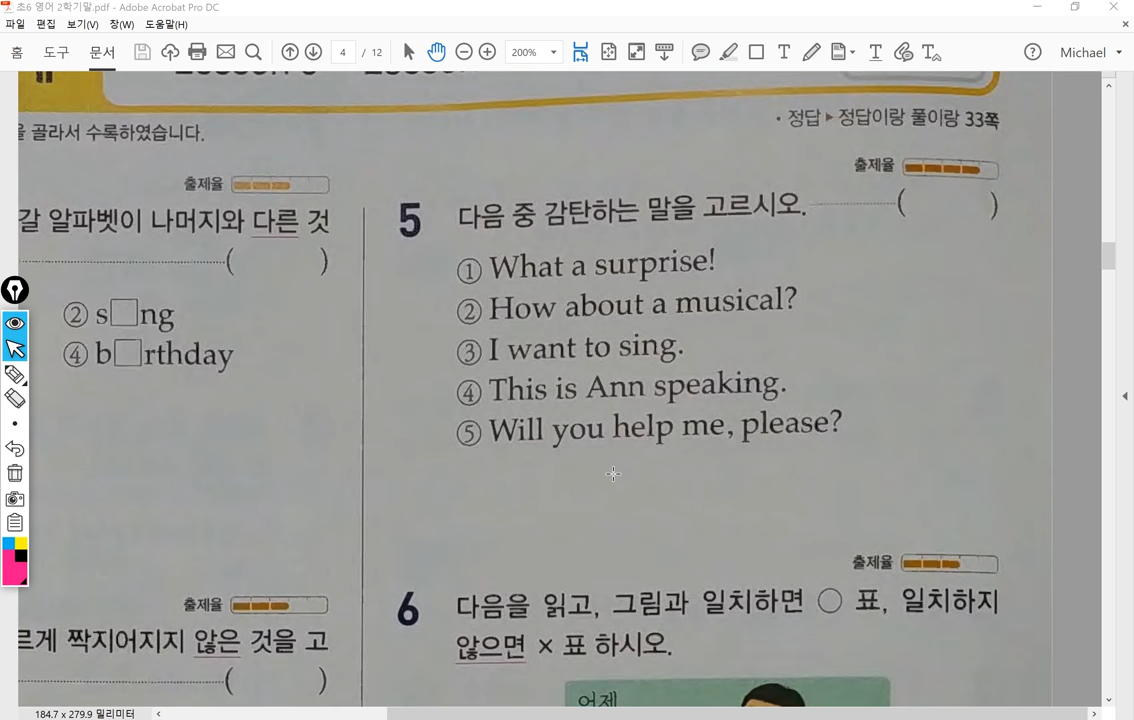 초6 영어 2학기말.pdf - Adobe Acrobat Pro DC
파일 편집 보기(V) 창(W) 도움말(H)
홈 도구 문서 4 / 12 200% Michael
을 골라서 수록하였습니다.
• 정답 ▶ 정답이랑 풀이랑 33쪽
출제율
갈 알파벳이 나머지와 다른 것
( )
② s□ng
④ b□rthday
출제율
르게 짝지어지지 않은 것을 고
( )
출제율
5 다음 중 감탄하는 말을 고르시오. ( )
① What a surprise!
② How about a musical?
③ I want to sing.
④ This is Ann speaking.
⑤ Will you help me, please?
출제율
6 다음을 읽고, 그림과 일치하면 ○ 표, 일치하지
않으면 × 표 하시오.
어제
184.7 x 279.9 밀리미터